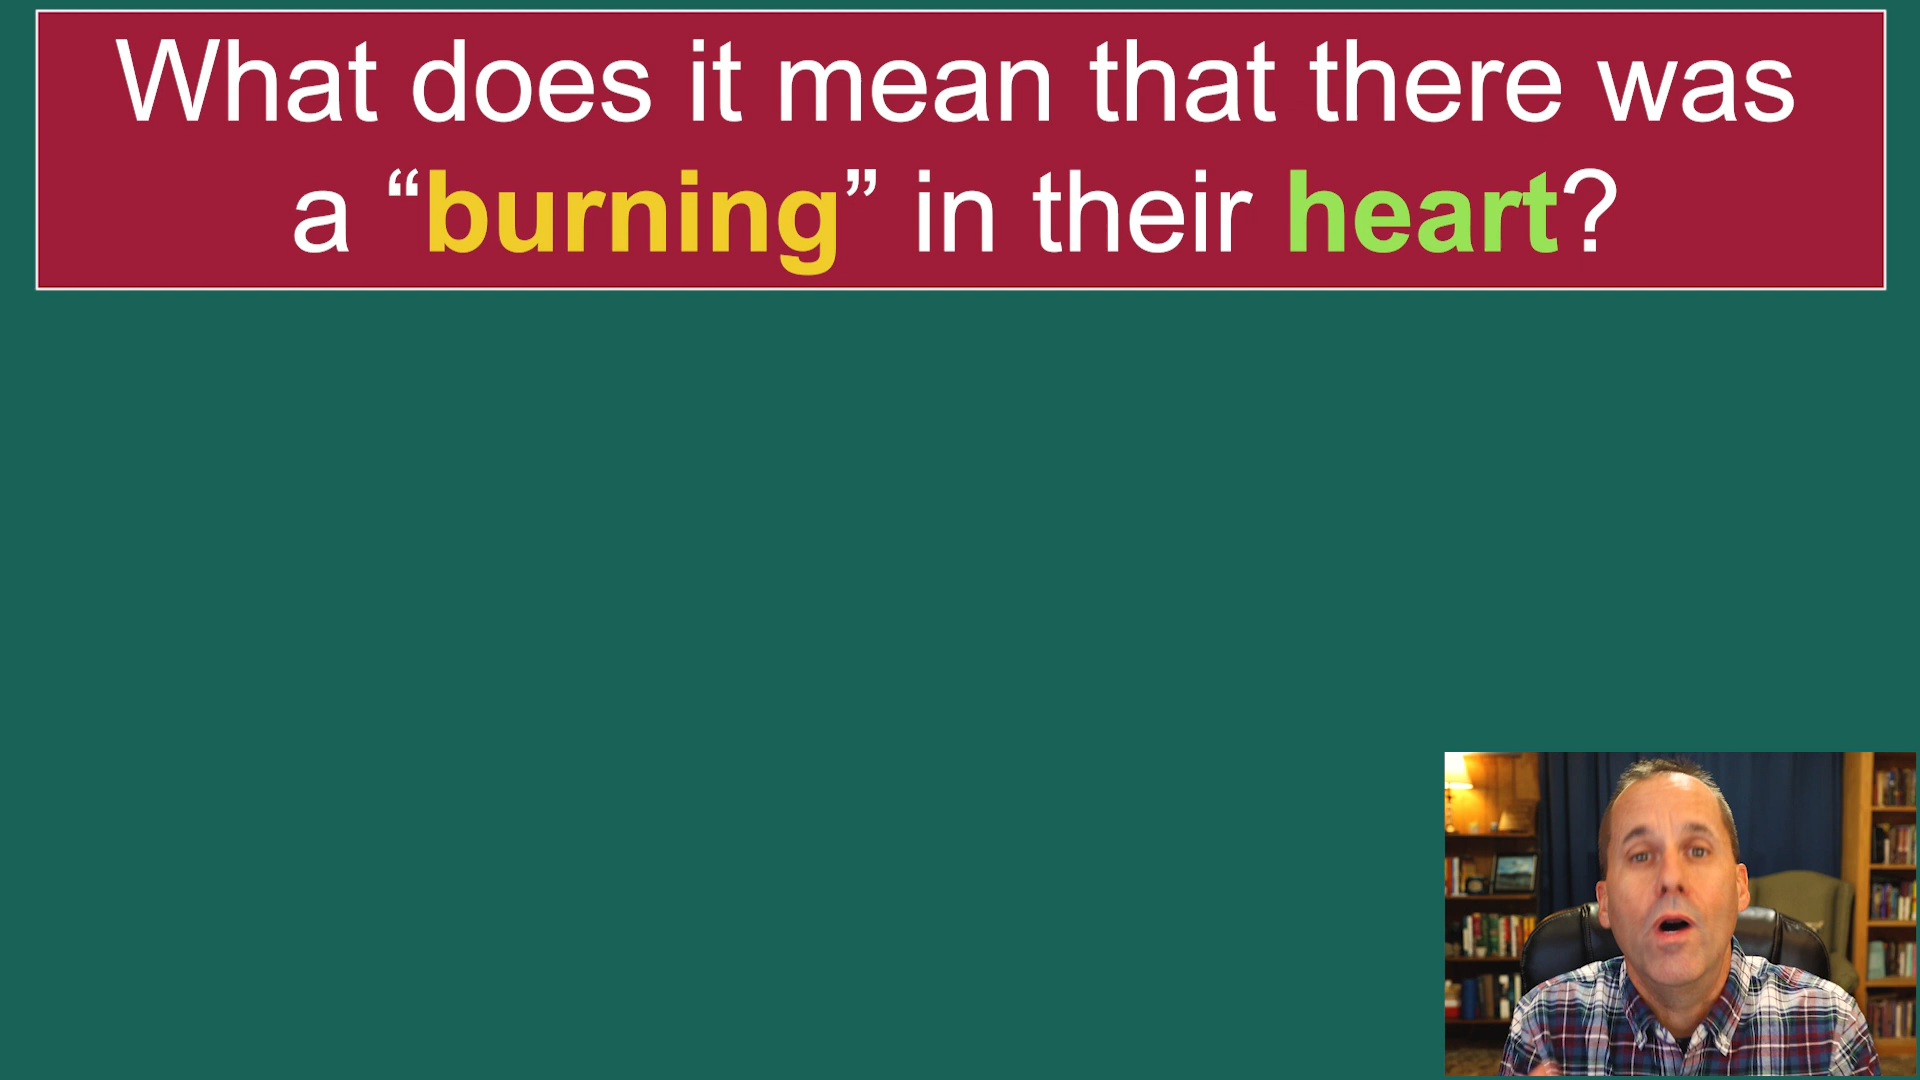 What does it mean that there was
a “burning” in their heart?